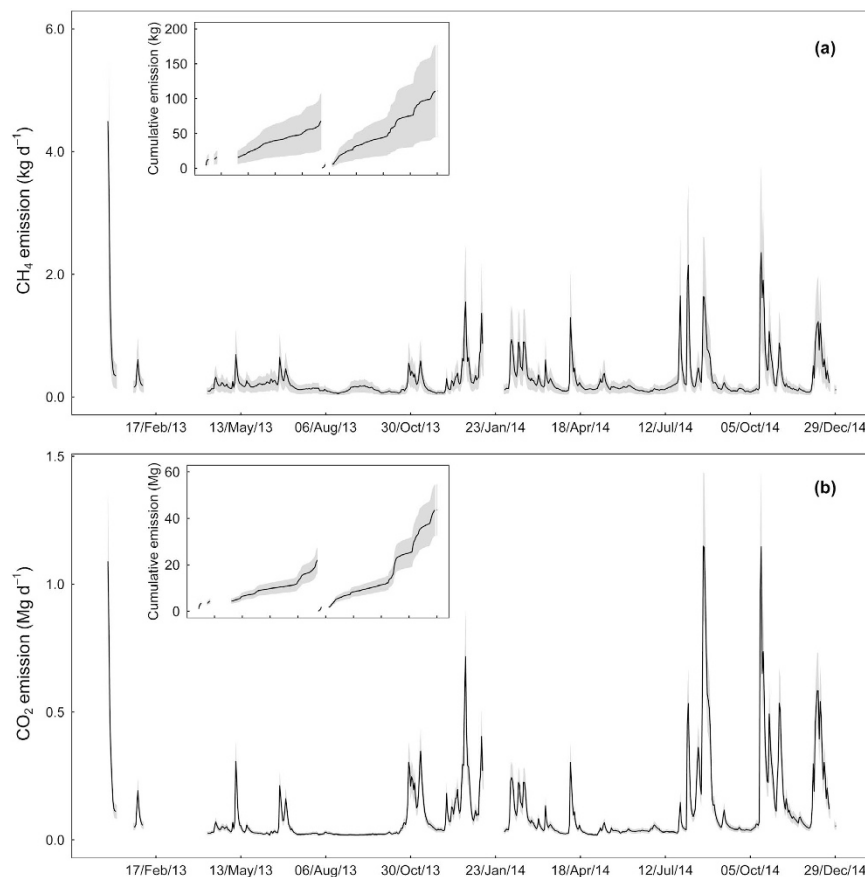 6.0
4.0
2.0
0.0
CH₄ emission (kg d⁻¹)
200
150
100
50
0
Cumulative emission (kg)
(a)
17/Feb/13 13/May/13 06/Aug/13 30/Oct/13 23/Jan/14 18/Apr/14 12/Jul/14 05/Oct/14 29/Dec/14
1.5
1.0
0.5
0.0
CO₂ emission (Mg d⁻¹)
60
40
20
0
Cumulative emission (Mg)
(b)
17/Feb/13 13/May/13 06/Aug/13 30/Oct/13 23/Jan/14 18/Apr/14 12/Jul/14 05/Oct/14 29/Dec/14